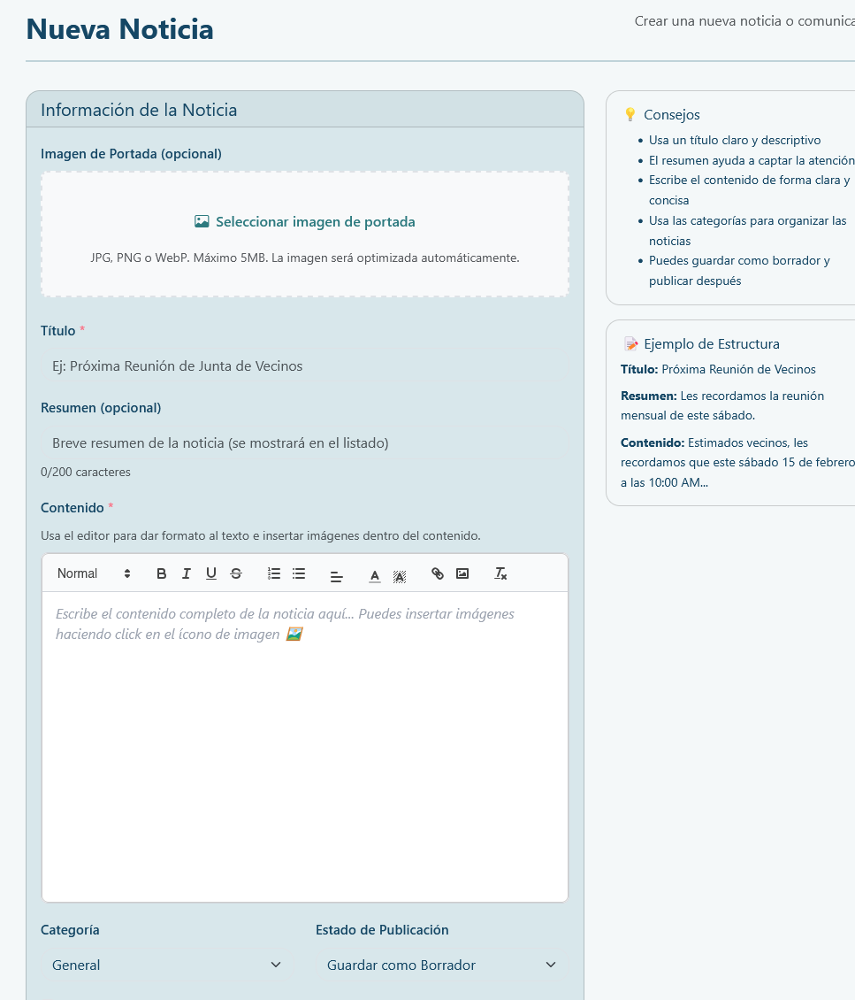 Nueva Noticia
Crear una nueva noticia o
Información de la Noticia
Imagen de Portada (opcional)
Seleccionar imagen de portada
JPG, PNG o WebP. Máximo 5MB. La imagen será optimizada automáticamente.
Título *
Ej: Próxima Reunión de Junta de Vecinos
Resumen (opcional)
Breve resumen de la noticia (se mostrará en el listado)
0/200 caracteres
Contenido *
Usa el editor para dar formato al texto e insertar imágenes dentro del contenido.
Normal
Escribe el contenido completo de la noticia aquí... Puedes insertar imágenes
haciendo click en el ícono de imagen 🖼️
Categoría
Estado de Publicación
General
Guardar como Borrador
💡 Consejos
• Usa un título claro y descriptivo
• El resumen ayuda a captar la atención
• Escribe el contenido de forma clara y
concisa
• Usa las categorías para organizar las
noticias
• Puedes guardar como borrador y
publicar después
📝 Ejemplo de Estructura
Título: Próxima Reunión de Vecinos
Resumen: Les recordamos la reunión
mensual de este sábado.
Contenido: Estimados vecinos, les
recordamos que este sábado 15 de febrero
a las 10:00 AM...